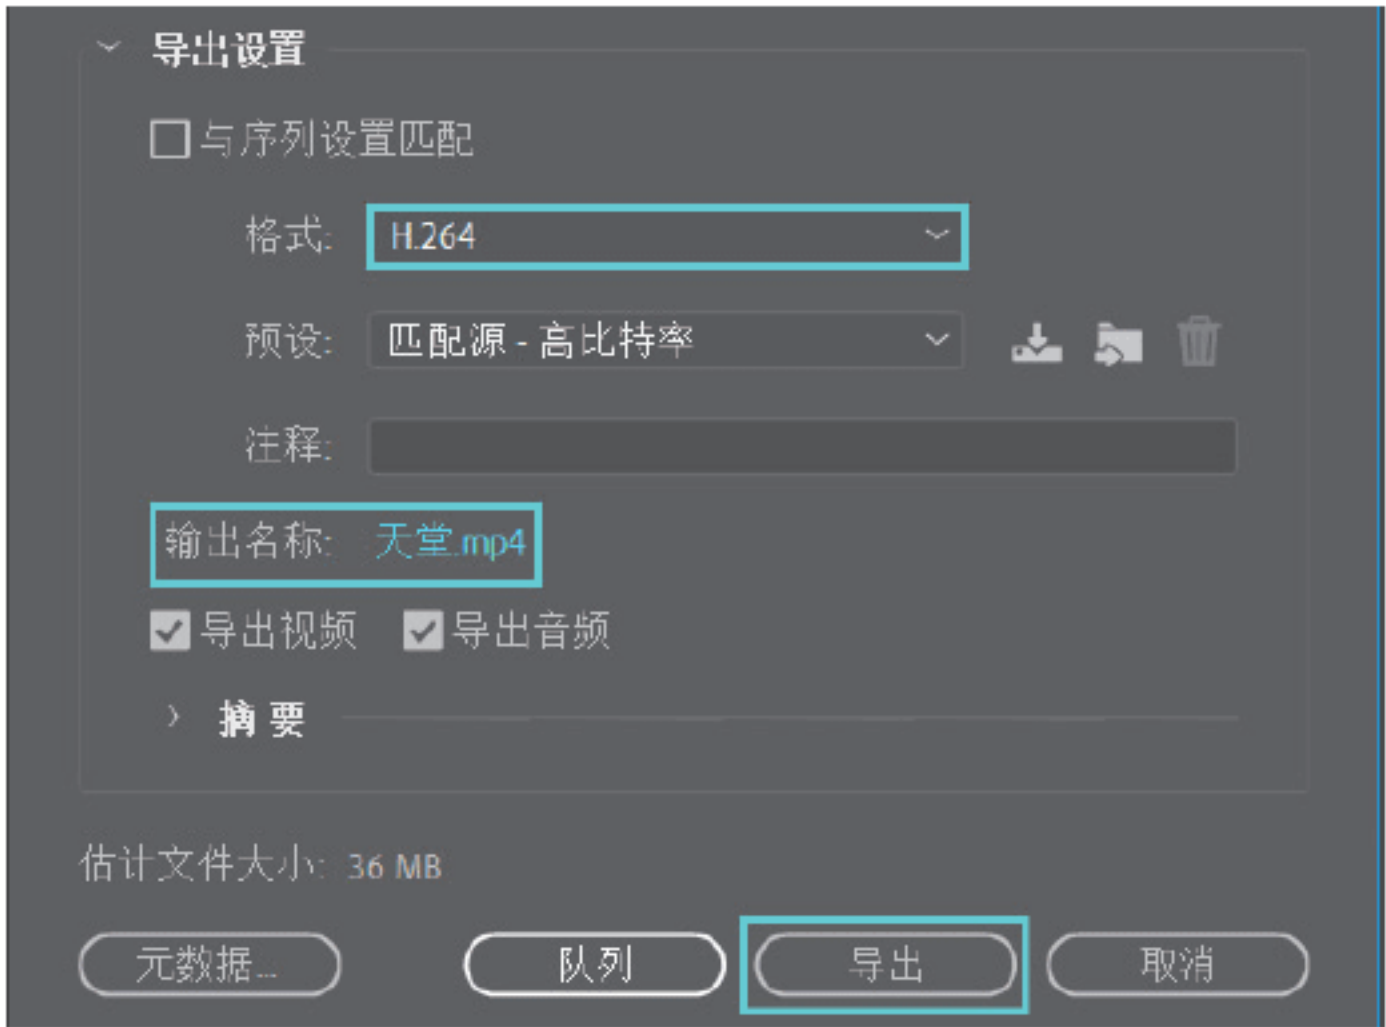 导出设置
与序列设置匹配
格式: H.264
预设: 匹配源 - 高比特率
注释:
输出名称: 天堂.mp4
导出视频 导出音频
摘要
估计文件大小: 36 MB
元数据... 队列 导出 取消